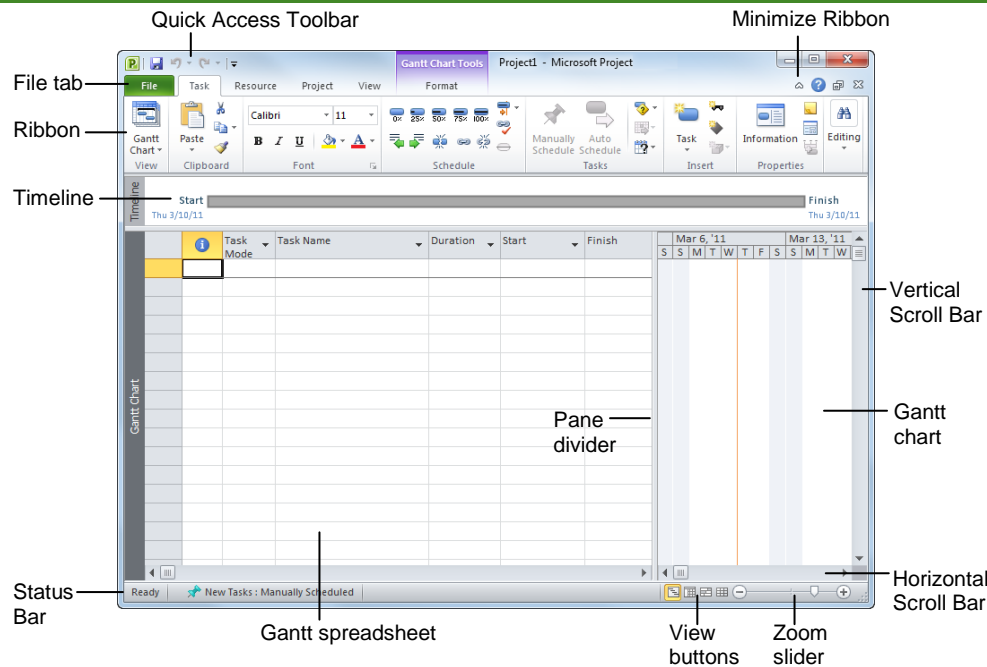 Quick Access Toolbar
Minimize Ribbon
Gantt Chart Tools
Project1 - Microsoft Project
File tab
File Task Resource Project View Format
Ribbon
Calibri 11
0× 25× 50× 75× 100×
Gantt Chart
Paste
B I U A
Manually Schedule
Auto Schedule
Task
Information
Editing
View Clipboard Font Schedule Tasks Insert Properties
Timeline
Timeline
Start
Finish
Thu 3/10/11
Thu 3/10/11
Task Mode
Task Name
Duration
Start
Finish
Mar 6, '11
Mar 13, '11
S S M T W T F S S M T W
Vertical
Scroll Bar
Gantt Chart
Pane
divider
Gantt
chart
Status
Bar
Ready
New Tasks : Manually Scheduled
Horizontal
Scroll Bar
Gantt spreadsheet
View
buttons
Zoom
slider